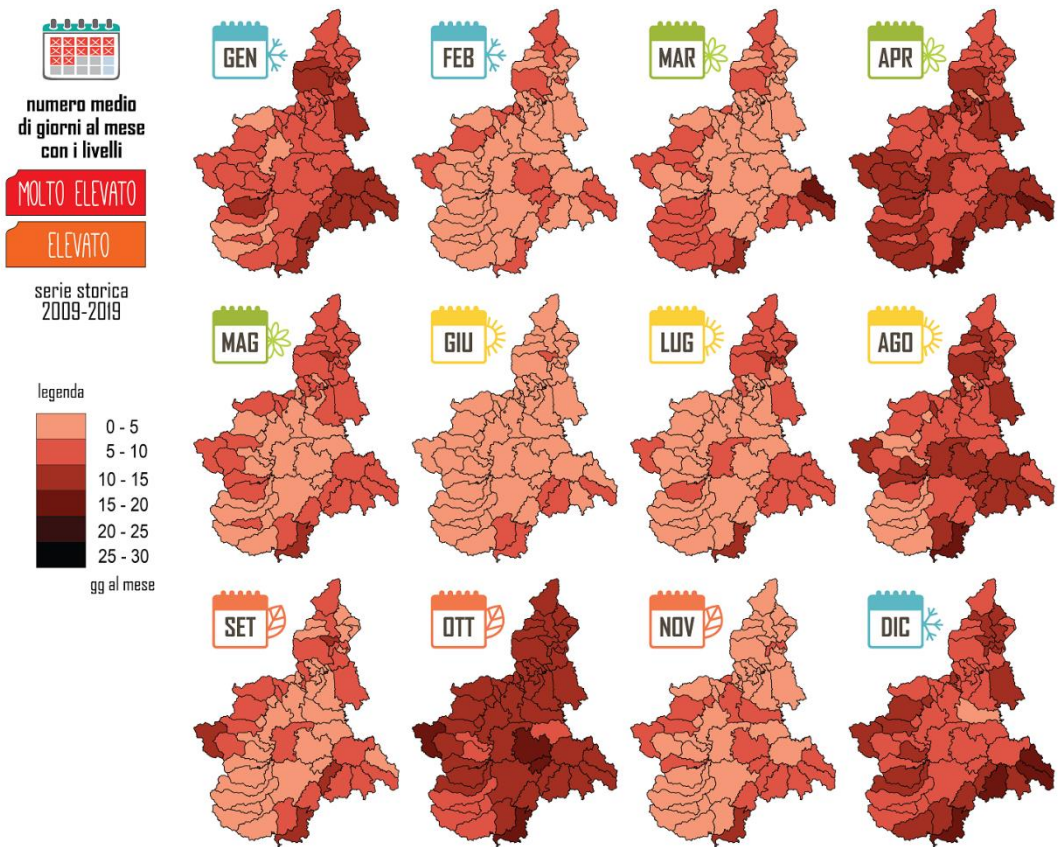 numero medio
di giorni al mese
con i livelli
MOLTO ELEVATO
ELEVATO
serie storica
2009-2019
legenda
0 - 5
5 - 10
10 - 15
15 - 20
20 - 25
25 - 30
gg al mese
GEN
FEB
MAR
APR
MAG
GIU
LUG
AGO
SET
OTT
NOV
DIC